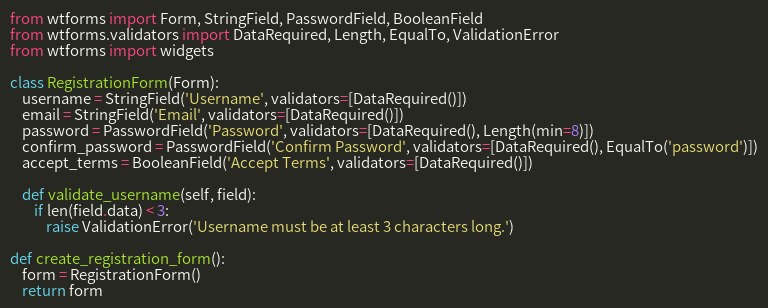 from wtforms import Form, StringField, PasswordField, BooleanField
from wtforms.validators import DataRequired, Length, EqualTo, ValidationError
from wtforms import widgets

class RegistrationForm(Form):
    username = StringField('Username', validators=[DataRequired()])
    email = StringField('Email', validators=[DataRequired()])
    password = PasswordField('Password', validators=[DataRequired(), Length(min=8)])
    confirm_password = PasswordField('Confirm Password', validators=[DataRequired(), EqualTo('password')])
    accept_terms = BooleanField('Accept Terms', validators=[DataRequired()])

    def validate_username(self, field):
        if len(field.data) < 3:
            raise ValidationError('Username must be at least 3 characters long.')

def create_registration_form():
    form = RegistrationForm()
    return form